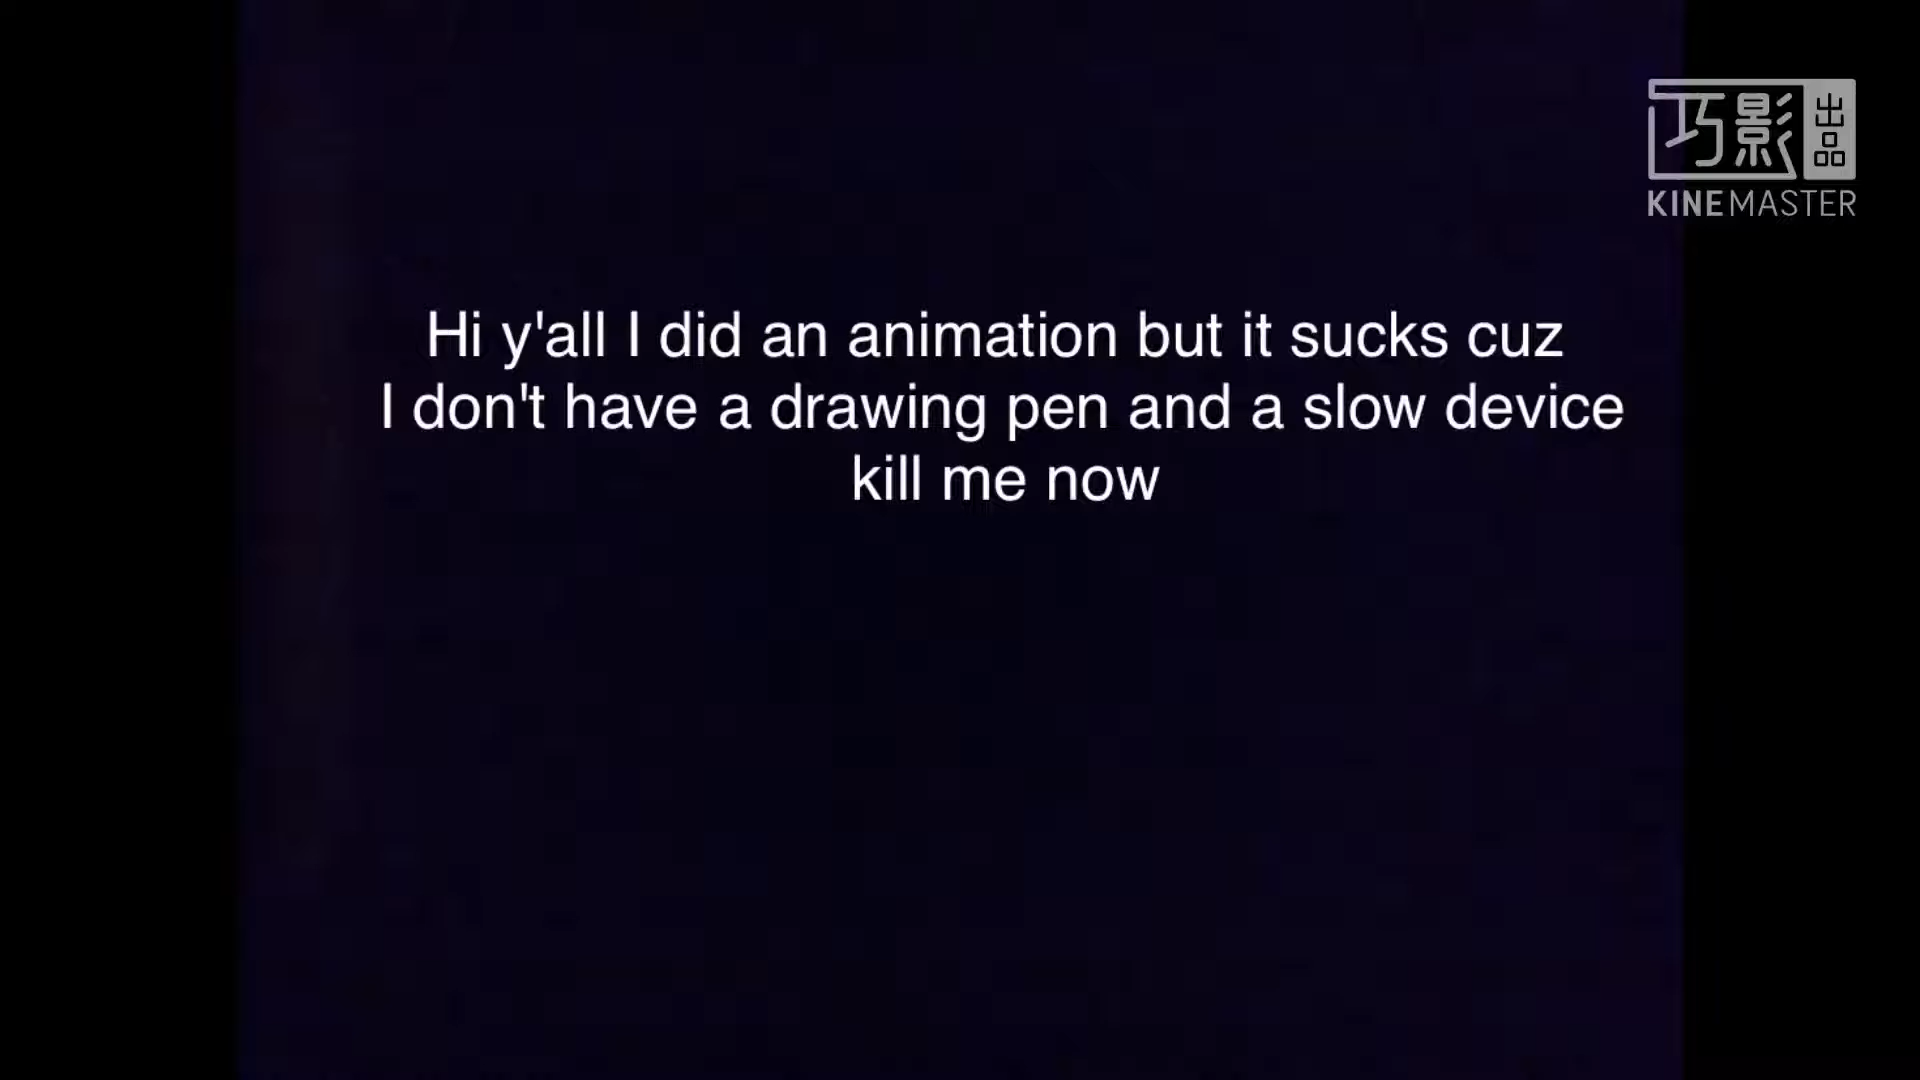 巧影出品
KINEMASTER
Hi y'all I did an animation but it sucks cuz
I don't have a drawing pen and a slow device
kill me now